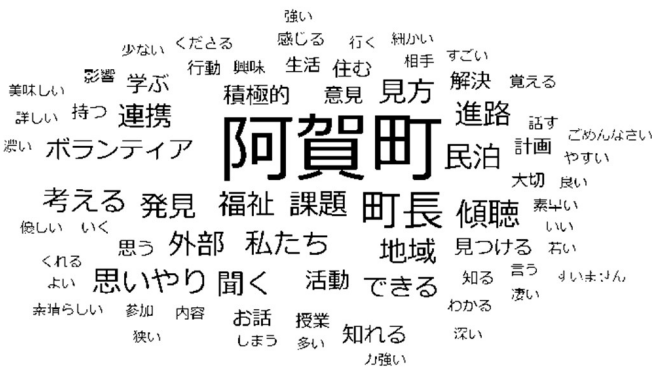 強い
少ない くださる 感じる 行く 細かい
影響 学ぶ 行動 興味 生活 住む 相手 すごい
美味しい 積極的 意見 見方 解決 覚える
詳しい 持つ 連携 進路 話す
濃い ボランティア 阿賀町 民泊 計画 ごめんなさい
やすい
大切 良い
考える 発見 福祉 課題 町長 傾聴 素早い
優しい いく 思う 外部 私たち 地域 見つける いい 若い
くれる
よい 思いやり 聞く 活動 できる 知る 言う すいません
凄い
素晴らしい 参加 内容 お話 授業 知れる わかる
狭い しまう 多い 力強い 深い